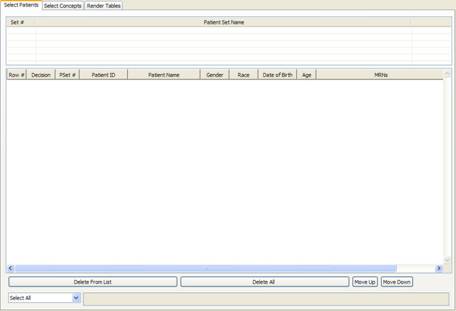 Select Patients Select Concepts Render Tables
Set # Patient Set Name
Row # Decision PSet # Patient ID Patient Name Gender Race Date of Birth Age MRNs
Delete From List Delete All Move Up Move Down
Select All